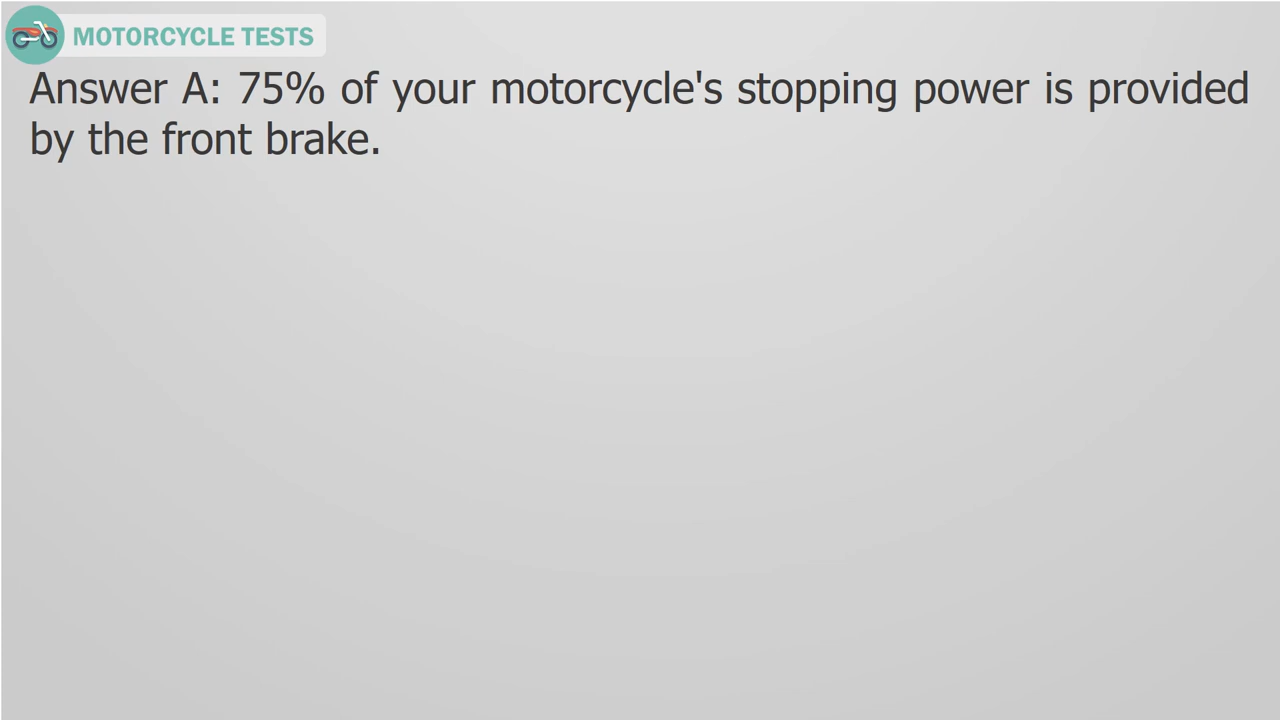 MOTORCYCLE TESTS
Answer A: 75% of your motorcycle's stopping power is provided
by the front brake.